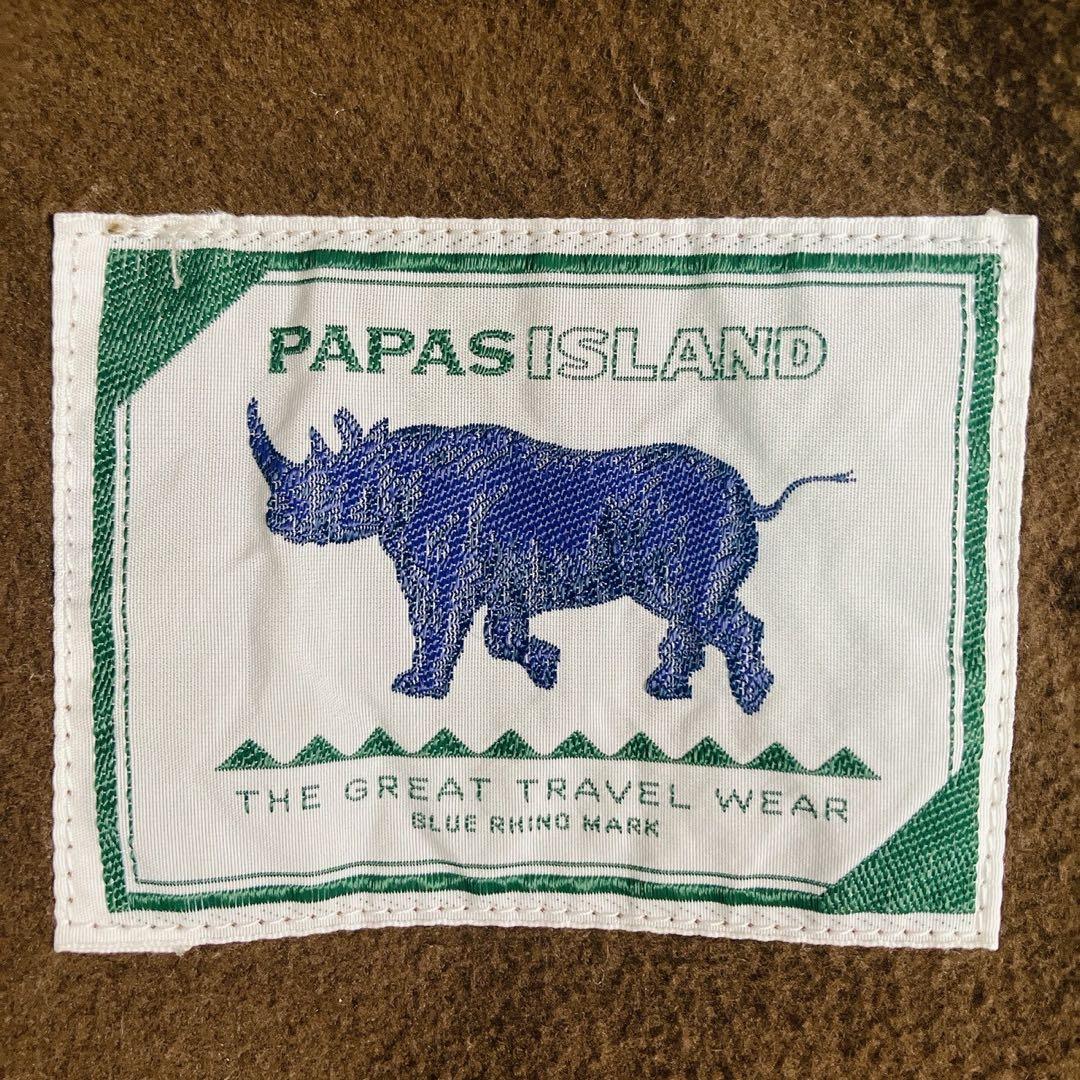 PAPAS ISLAND
THE GREAT TRAVEL WEAR
BLUE RHINO MARK